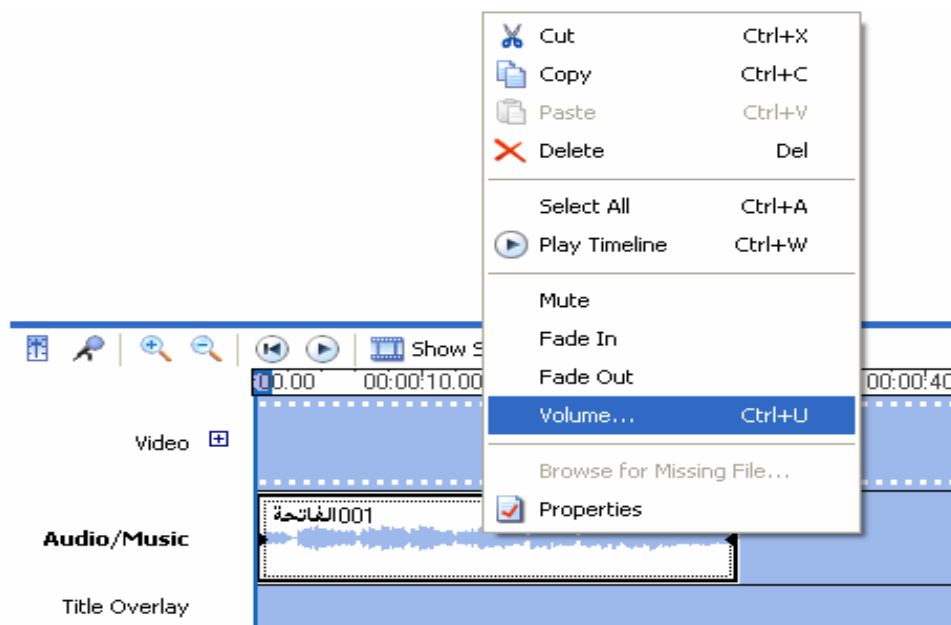 Cut Ctrl+X
Copy Ctrl+C
Paste Ctrl+V
Delete Del
Select All Ctrl+A
Play Timeline Ctrl+W
Mute
Fade In
Fade Out
Volume... Ctrl+U
Browse for Missing File...
Properties
Show S
:00.00 00:00:10.00 00:00:40
Video
001الفاتحة
Audio/Music
Title Overlay